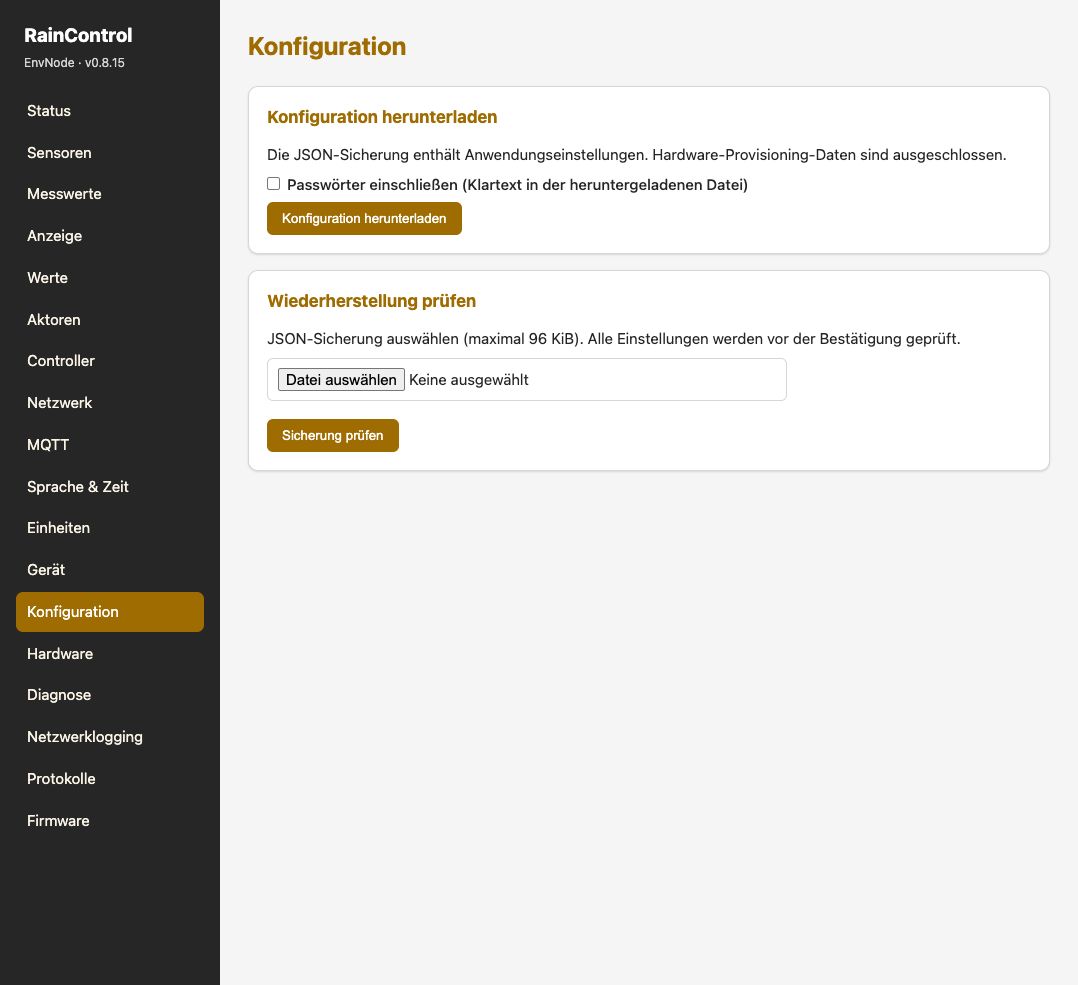 RainControl
EnvNode · v0.8.15
Status
Sensoren
Messwerte
Anzeige
Werte
Aktoren
Controller
Netzwerk
MQTT
Sprache & Zeit
Einheiten
Gerät
Konfiguration
Hardware
Diagnose
Netzwerklogging
Protokolle
Firmware
Konfiguration
Konfiguration herunterladen
Die JSON-Sicherung enthält Anwendungseinstellungen. Hardware-Provisioning-Daten sind ausgeschlossen.
Passwörter einschließen (Klartext in der heruntergeladenen Datei)
Konfiguration herunterladen
Wiederherstellung prüfen
JSON-Sicherung auswählen (maximal 96 KiB). Alle Einstellungen werden vor der Bestätigung geprüft.
Datei auswählen Keine ausgewählt
Sicherung prüfen